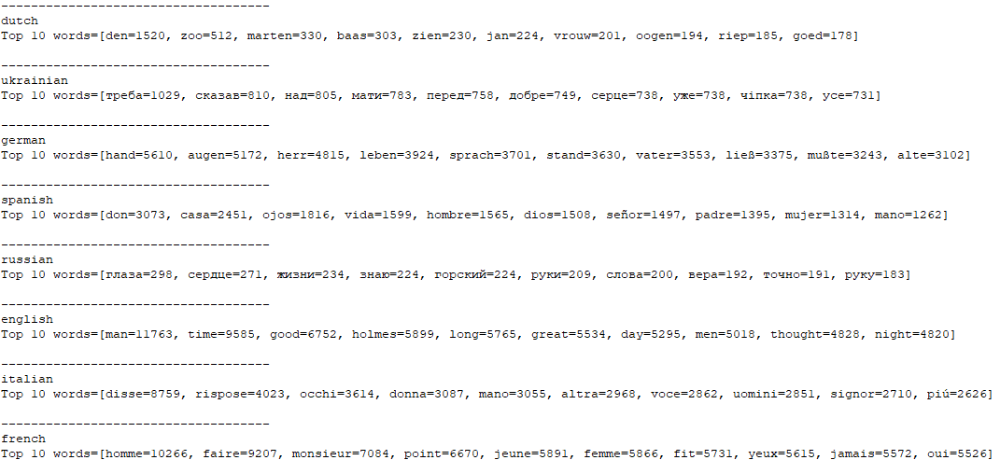 ------------------------------------
dutch
Top 10 words=[den=1520, zoo=512, marten=330, baas=303, zien=230, jan=224, vrouw=201, oogen=194, riep=185, goed=178]
------------------------------------
ukrainian
Top 10 words=[треба=1029, сказав=810, над=805, мати=783, перед=758, добре=749, серце=738, уже=738, чіпка=738, усе=731]
------------------------------------
german
Top 10 words=[hand=5610, augen=5172, herr=4815, leben=3924, sprach=3701, stand=3630, vater=3553, ließ=3375, mußte=3243, alte=3102]
------------------------------------
spanish
Top 10 words=[don=3073, casa=2451, ojos=1816, vida=1599, hombre=1565, dios=1508, señor=1497, padre=1395, mujer=1314, mano=1262]
------------------------------------
russian
Top 10 words=[глаза=298, сердце=271, жизни=234, знаю=224, горский=224, руки=209, слова=200, вера=192, точно=191, руку=183]
------------------------------------
english
Top 10 words=[man=11763, time=9585, good=6752, holmes=5899, long=5765, great=5534, day=5295, men=5018, thought=4828, night=4820]
------------------------------------
italian
Top 10 words=[disse=8759, rispose=4023, occhi=3614, donna=3087, mano=3055, altra=2968, voce=2862, uomini=2851, signor=2710, piú=2626]
------------------------------------
french
Top 10 words=[homme=10266, faire=9207, monsieur=7084, point=6670, jeune=5891, femme=5866, fit=5731, yeux=5615, jamais=5572, oui=5526]